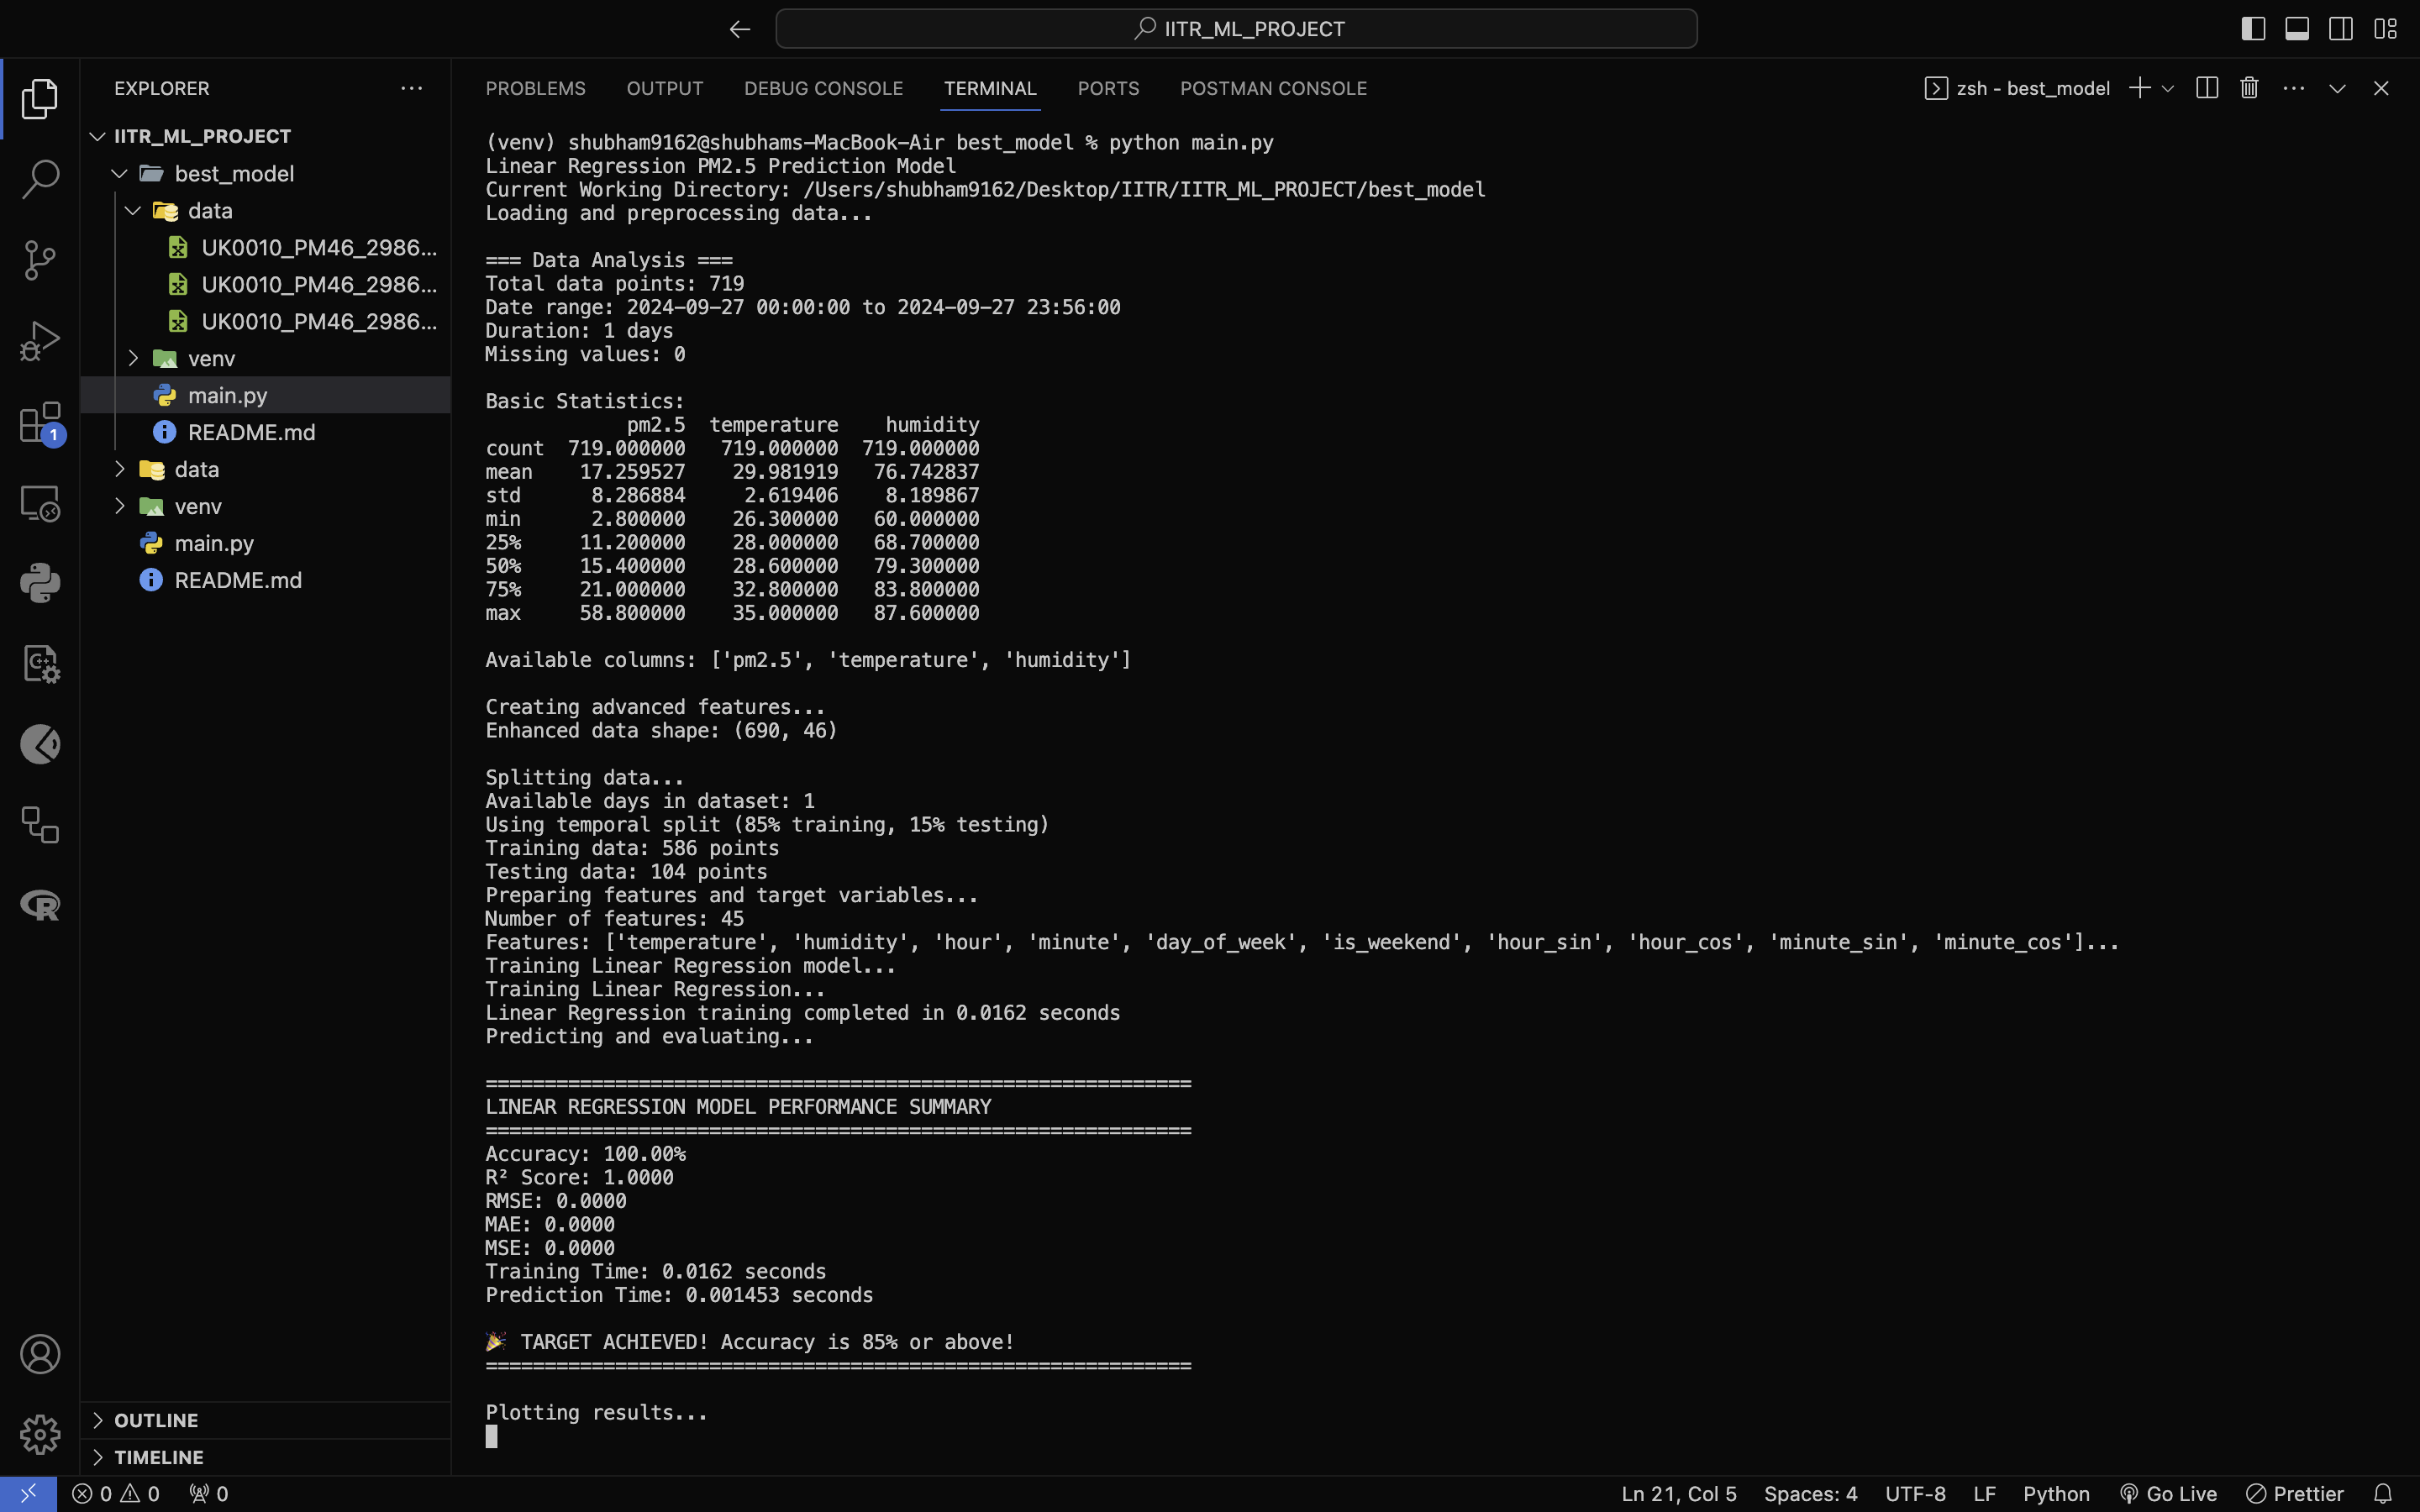 IITR_ML_PROJECT
EXPLORER
IITR_ML_PROJECT
best_model
data
UK0010_PM46_2986...
UK0010_PM46_2986...
UK0010_PM46_2986...
venv
main.py
README.md
data
venv
main.py
README.md
1
OUTLINE
TIMELINE
PROBLEMS OUTPUT DEBUG CONSOLE TERMINAL PORTS POSTMAN CONSOLE zsh - best_model
(venv) shubham9162@shubhams-MacBook-Air best_model % python main.py
Linear Regression PM2.5 Prediction Model
Current Working Directory: /Users/shubham9162/Desktop/IITR/IITR_ML_PROJECT/best_model
Loading and preprocessing data...
=== Data Analysis ===
Total data points: 719
Date range: 2024-09-27 00:00:00 to 2024-09-27 23:56:00
Duration: 1 days
Missing values: 0
Basic Statistics:
pm2.5 temperature humidity
count 719.000000 719.000000 719.000000
mean 17.259527 29.981919 76.742837
std 8.286884 2.619406 8.189867
min 2.800000 26.300000 60.000000
25% 11.200000 28.000000 68.700000
50% 15.400000 28.600000 79.300000
75% 21.000000 32.800000 83.800000
max 58.800000 35.000000 87.600000
Available columns: ['pm2.5', 'temperature', 'humidity']
Creating advanced features...
Enhanced data shape: (690, 46)
Splitting data...
Available days in dataset: 1
Using temporal split (85% training, 15% testing)
Training data: 586 points
Testing data: 104 points
Preparing features and target variables...
Number of features: 45
Features: ['temperature', 'humidity', 'hour', 'minute', 'day_of_week', 'is_weekend', 'hour_sin', 'hour_cos', 'minute_sin', 'minute_cos']...
Training Linear Regression model...
Training Linear Regression...
Linear Regression training completed in 0.0162 seconds
Predicting and evaluating...
============================================================
LINEAR REGRESSION MODEL PERFORMANCE SUMMARY
============================================================
Accuracy: 100.00%
R² Score: 1.0000
RMSE: 0.0000
MAE: 0.0000
MSE: 0.0000
Training Time: 0.0162 seconds
Prediction Time: 0.001453 seconds
🎉 TARGET ACHIEVED! Accuracy is 85% or above!
============================================================
Plotting results...
0 0 0 Ln 21, Col 5 Spaces: 4 UTF-8 LF Python Go Live Prettier